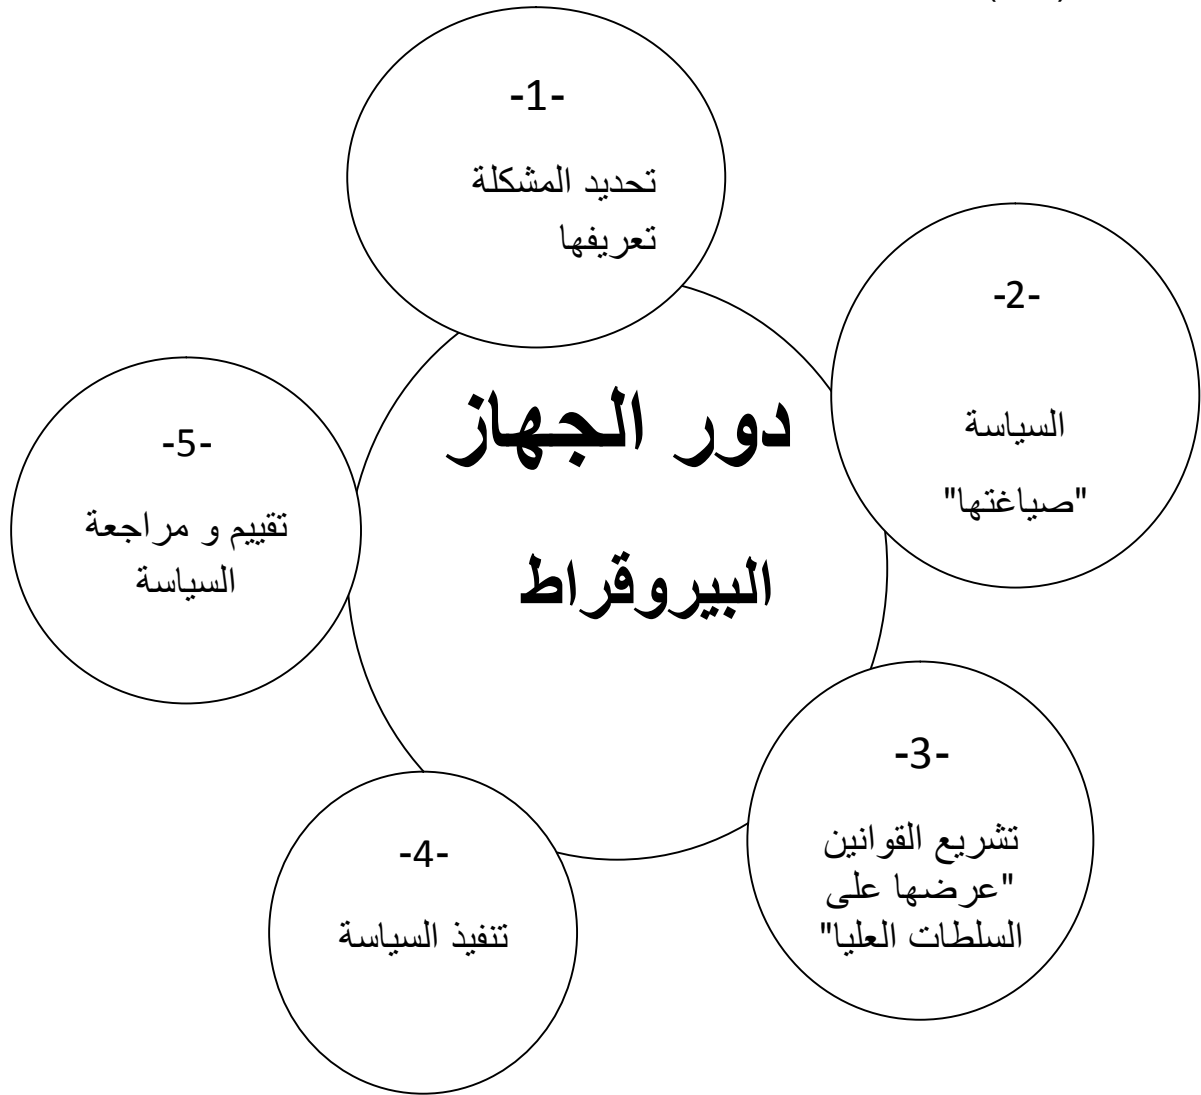 -1-
تحديد المشكلة
تعريفها
-2-
السياسة
"صياغتها"
دور الجهاز
البيروقراط
-5-
تقييم و مراجعة
السياسة
-3-
تشريع القوانين
"عرضها على
السلطات العليا"
-4-
تنفيذ السياسة